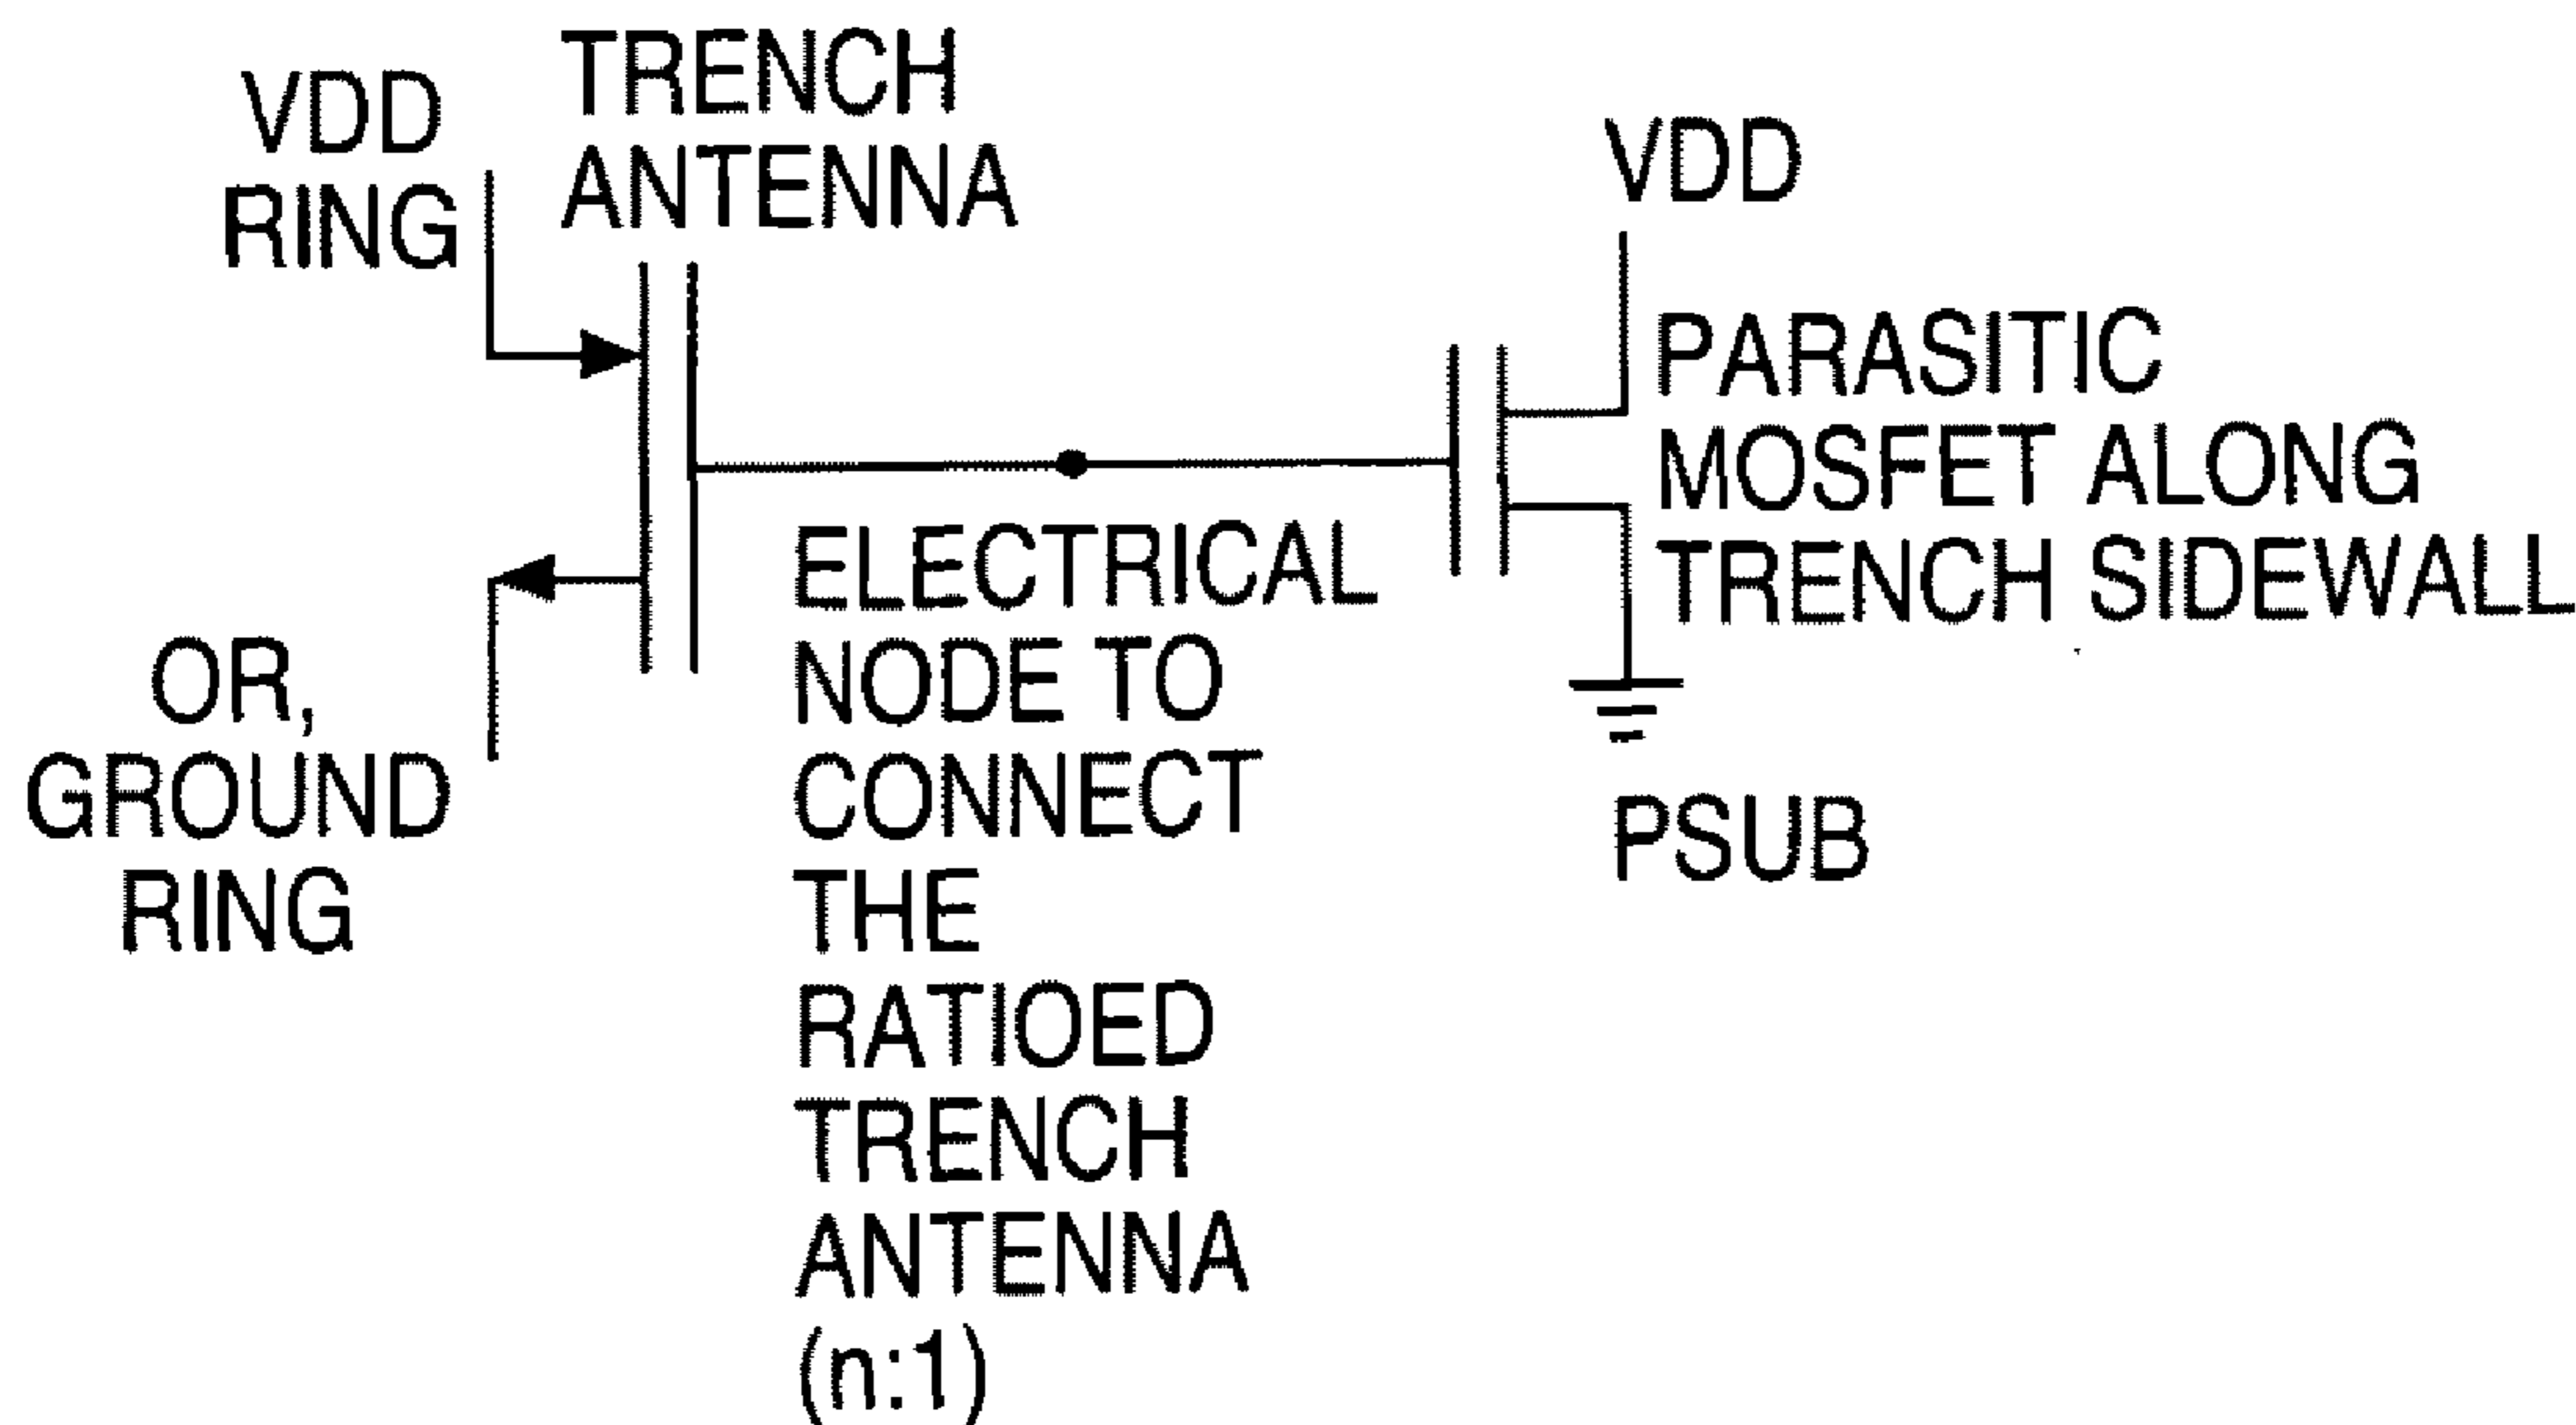 VDD
RING
TRENCH
ANTENNA
OR,
GROUND
RING
ELECTRICAL
NODE TO
CONNECT
THE
RATIOED
TRENCH
ANTENNA
(n:1)
VDD
PARASITIC
MOSFET ALONG
TRENCH SIDEWALL
PSUB